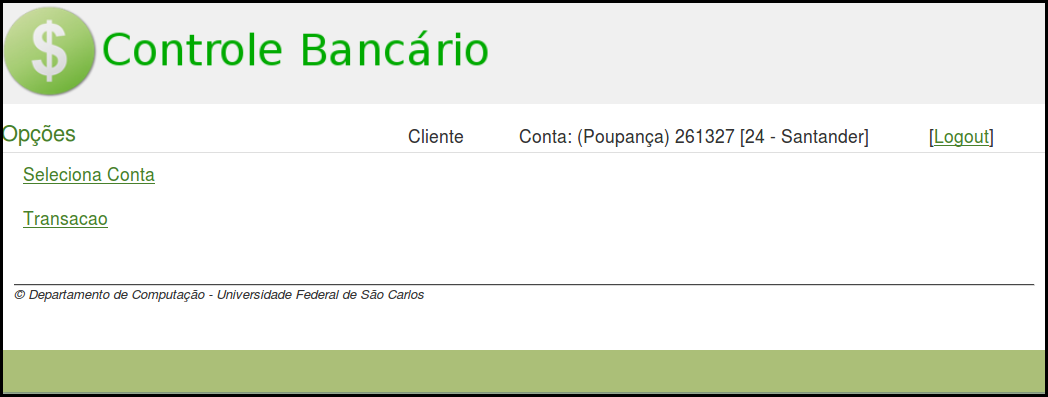 $ Controle Bancário
Opções Cliente Conta: (Poupança) 261327 [24 - Santander] [Logout]
Seleciona Conta
Transacao
© Departamento de Computação - Universidade Federal de São Carlos